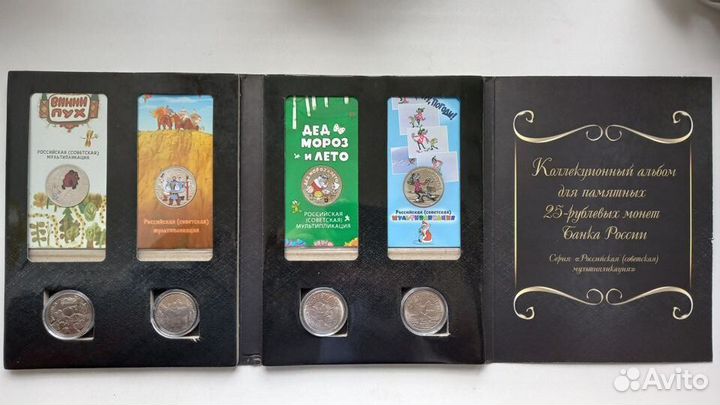 ВИННИ
ПУХ
РОССИЙСКАЯ (СОВЕТСКАЯ)
МУЛЬТИПЛИКАЦИЯ
Российская (советская)
мультипликация
ДЕД
МОРОЗ
И ЛЕТО
РОССИЙСКАЯ
(СОВЕТСКАЯ)
МУЛЬТИПЛИКАЦИЯ
погоди!
Российская (советская)
МУЛЬТИПЛИКАЦИЯ
Коллекционный альбом
для памятных
25-рублевых монет
Банка России
Серия: «Российская (советская)
мультипликация»
Avito